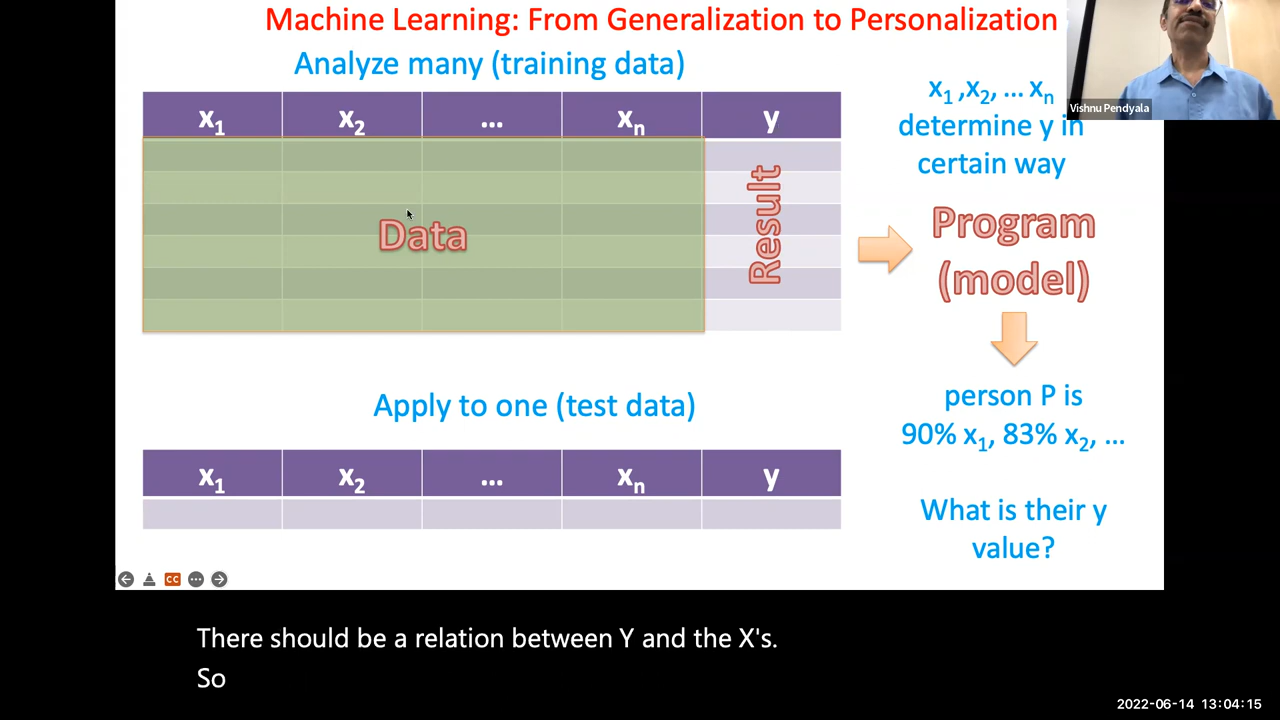 Machine Learning: From Generalization to Personalization
Analyze many (training data)
x1 x2 ... xn y
Data
Result
x1 ,x2, ... xn
determine y in
certain way
Vishnu Pendyala
Program
(model)
person P is
90% x1, 83% x2, ...
What is their y
value?
Apply to one (test data)
x1 x2 ... xn y
CC
There should be a relation between Y and the X's.
So
2022-06-14 13:04:15